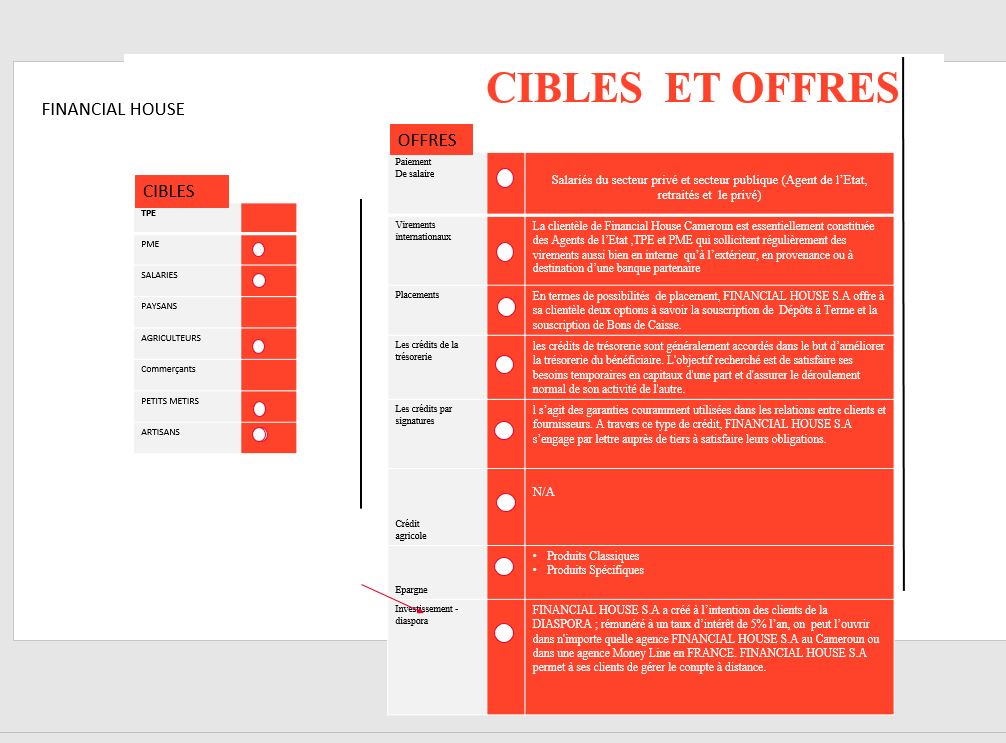 CIBLES ET OFFRES
FINANCIAL HOUSE
CIBLES
TPE
PME
SALARIES
PAYSANS
AGRICULTEURS
Commerçants
PETITS METIRS
ARTISANS
OFFRES
Paiement
De salaire
Salariés du secteur privé et secteur publique (Agent de l’Etat,
retraités et le privé)
Virements
internationaux
La clientèle de Financial House Cameroun est essentiellement constituée
des Agents de l’Etat ,TPE et PME qui sollicitent régulièrement des
virements aussi bien en interne qu’à l’extérieur, en provenance ou à
destination d’une banque partenaire
Placements
En termes de possibilités de placement, FINANCIAL HOUSE S.A offre à
sa clientèle deux options à savoir la souscription de Dépôts à Terme et la
souscription de Bons de Caisse.
Les crédits de la
trésorerie
les crédits de trésorerie sont généralement accordés dans le but d’améliorer
la trésorerie du bénéficiaire. L'objectif recherché est de satisfaire ses
besoins temporaires en capitaux d'une part et d'assurer le déroulement
normal de son activité de l'autre.
Les crédits par
signatures
l s’agit des garanties couramment utilisées dans les relations entre clients et
fournisseurs. A travers ce type de crédit, FINANCIAL HOUSE S.A
s’engage par lettre auprès de tiers à satisfaire leurs obligations.
Crédit
agricole
N/A
Epargne
• Produits Classiques
• Produits Spécifiques
Investissement -
diaspora
FINANCIAL HOUSE S.A a créé à l’intention des clients de la
DIASPORA ; rémunéré à un taux d’intérêt de 5% l’an, on peut l’ouvrir
dans n'importe quelle agence FINANCIAL HOUSE S.A au Cameroun ou
dans une agence Money Line en FRANCE. FINANCIAL HOUSE S.A
permet à ses clients de gérer le compte à distance.